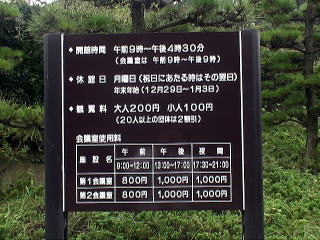 ◆ 開館時間 午前9時～午後4時30分
(会議室は 午前9時～午後9時)
◆ 休館日 月曜日(祝日にあたる時はその翌日)
年末年始(12月29日～1月3日)
◆ 観覧料 大人200円 小人100円
(20人以上の団体は2割引)
会議室使用料
施設名 午前 午後 夜間
9:00~12:00 13:00~17:00 17:30~21:00
第1会議室 800円 1,000円 1,000円
第2会議室 800円 1,000円 1,000円